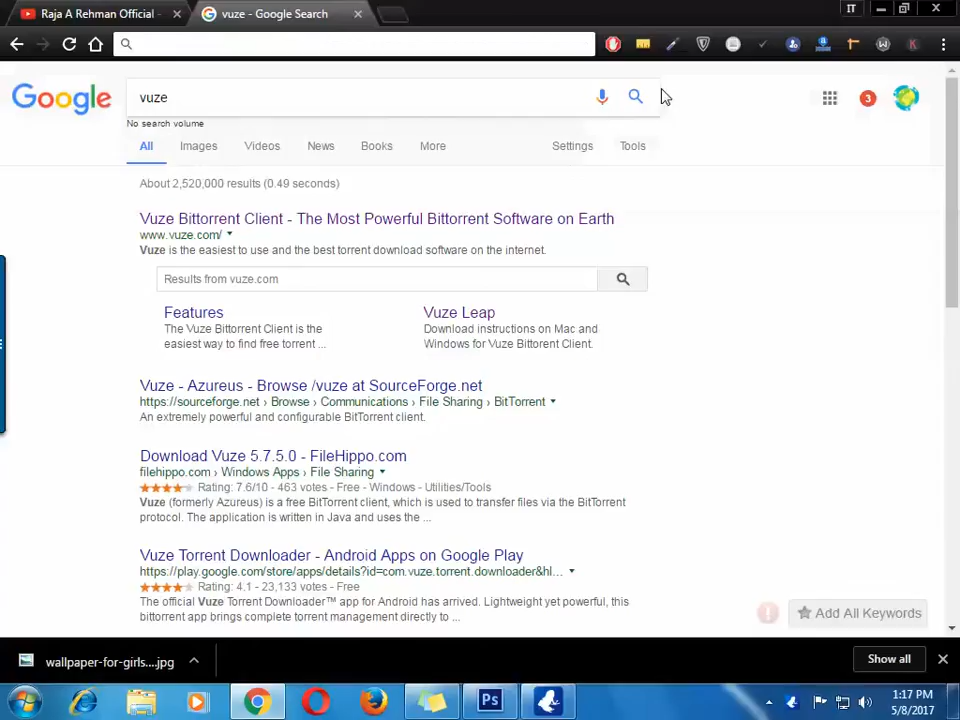 Raja A Rehman Official -
vuze - Google Search
IT
K
Google
vuze
3
No search volume
All Images Videos News Books More Settings Tools
About 2,520,000 results (0.49 seconds)
Vuze Bittorrent Client - The Most Powerful Bittorrent Software on Earth
www.vuze.com/
Vuze is the easiest to use and the best torrent download software on the internet.
Results from vuze.com
Features
The Vuze Bittorrent Client is the
easiest way to find free torrent ...
Vuze Leap
Download instructions on Mac and
Windows for Vuze Bittorent Client.
Vuze - Azureus - Browse /vuze at SourceForge.net
https://sourceforge.net › Browse › Communications › File Sharing › BitTorrent
An extremely powerful and configurable BitTorrent client.
Download Vuze 5.7.5.0 - FileHippo.com
filehippo.com › Windows Apps › File Sharing
Rating: 7.6/10 - 463 votes - Free - Windows - Utilities/Tools
Vuze (formerly Azureus) is a free BitTorrent client, which is used to transfer files via the BitTorrent
protocol. The application is written in Java and uses the ...
Vuze Torrent Downloader - Android Apps on Google Play
https://play.google.com/store/apps/details?id=com.vuze.torrent.downloader&hl...
Rating: 4.1 - 23,133 votes - Free
The official Vuze Torrent Downloader™ app for Android has arrived. Lightweight yet powerful, this
bittorrent app brings complete torrent management directly to ...
Add All Keywords
wallpaper-for-girls....jpg
Show all
Ps
1:17 PM
5/8/2017